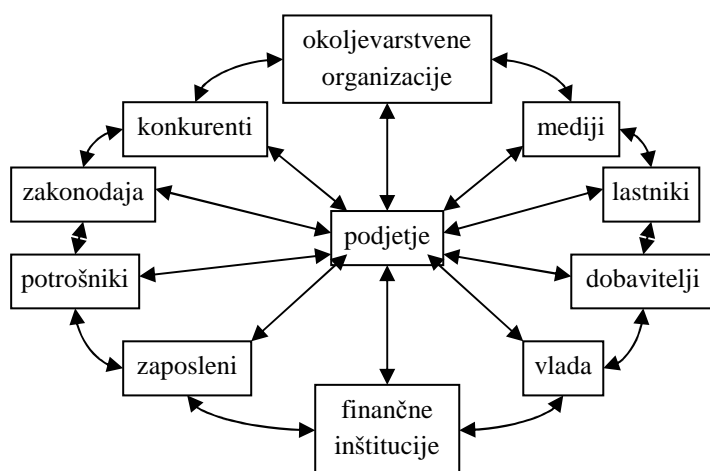 okoljevarstvene
organizacije
konkurenti
mediji
zakonodaja
lastniki
podjetje
potrošniki
dobavitelji
zaposleni
vlada
finančne
inštitucije